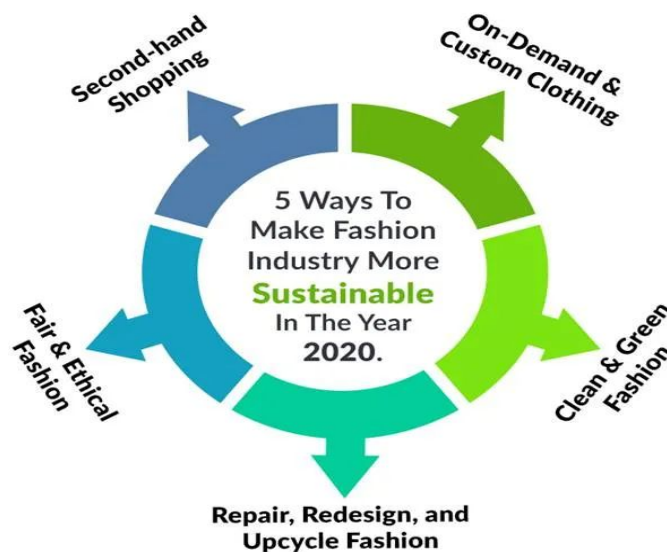 5 Ways To
Make Fashion
Industry More
Sustainable
In The Year
2020.
On-Demand &
Custom Clothing
Clean & Green
Fashion
Repair, Redesign, and
Upcycle Fashion
Fair & Ethical
Fashion
Second-hand
Shopping